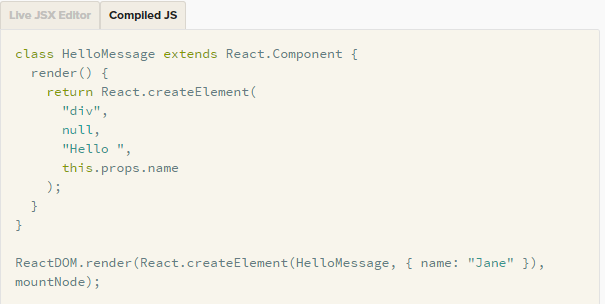 Live JSX Editor Compiled JS
class HelloMessage extends React.Component {
  render() {
    return React.createElement(
      "div",
      null,
      "Hello ",
      this.props.name
    );
  }
}

ReactDOM.render(React.createElement(HelloMessage, { name: "Jane" }),
mountNode);